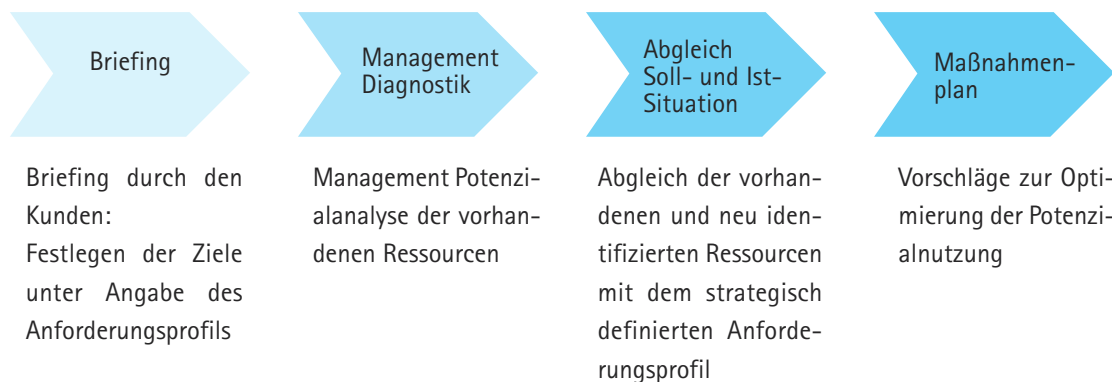 Briefing
Management
Diagnostik
Abgleich
Soll- und Ist-
Situation
Maßnahmen-
plan
Briefing durch den
Kunden:
Festlegen der Ziele
unter Angabe des
Anforderungsprofils
Management Potenzi-
alanalyse der vorhan-
denen Ressourcen
Abgleich der vorhan-
denen und neu iden-
tifizierten Ressourcen
mit dem strategisch
definierten Anforde-
rungsprofil
Vorschläge zur Opti-
mierung der Potenzi-
alnutzung